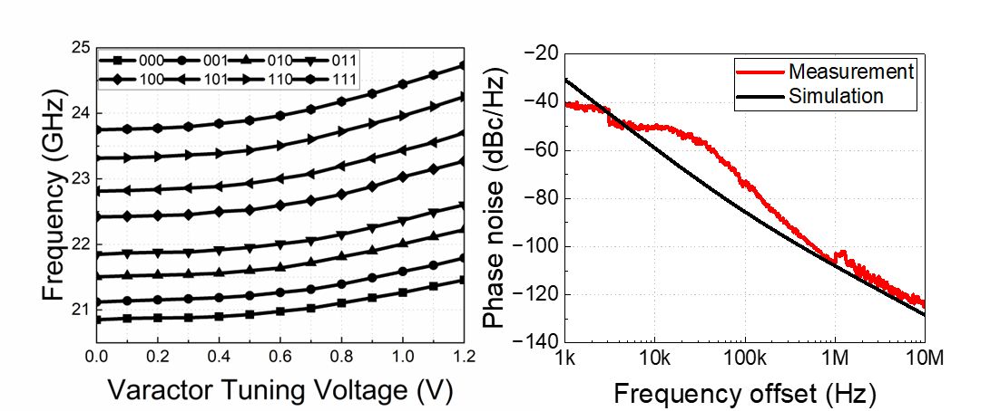 25
24
23
22
21
Frequency (GHz)
000 001 010 011
100 101 110 111
0.0 0.2 0.4 0.6 0.8 1.0 1.2
Varactor Tuning Voltage (V)
−20
−40
−60
−80
−100
−120
−140
Phase noise (dBc/Hz)
Measurement
Simulation
1k 10k 100k 1M 10M
Frequency offset (Hz)